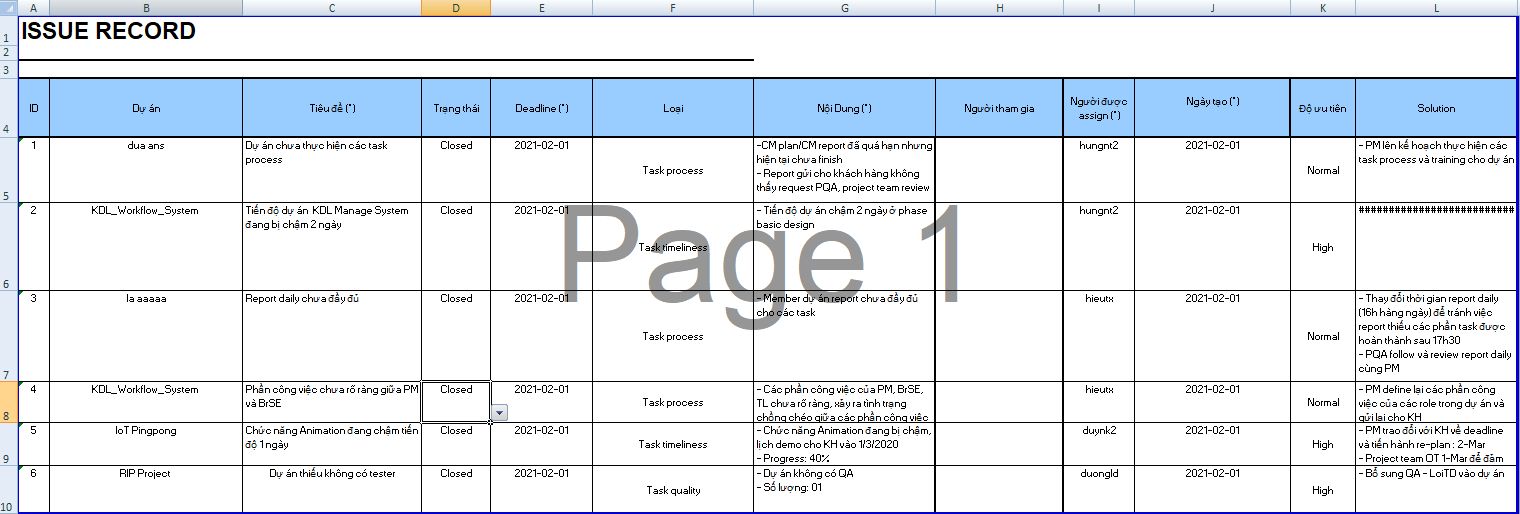 A B C D E F G H I J K L
1 ISSUE RECORD
2
3
4
ID Dự án Tiêu đề (*) Trạng thái Deadline (*) Loại Nội Dung (*) Người tham gia Người được assign (*) Ngày tạo (*) Độ ưu tiên Solution
5
1 dua ans
Dự án chưa thực hiện các task
process
Closed 2021-02-01
Task process
-CM plan/CM report đã quá hạn nhưng
hiện tại chưa finish
- Report gửi cho khách hàng không
thấy request PQA, project team review
hungnt2 2021-02-01
Normal
- PM lên kế hoạch thực hiện các
task process và training cho dự án
6
2 KDL_Workflow_System
Tiến độ dự án KDL Manage System
đang bị chậm 2 ngày
Closed 2021-02-01
Task timeliness
- Tiến độ dự án chậm 2 ngày ở phase
basic design
hungnt2 2021-02-01
High
##########################
Page 1
7
3 la aaaaa
Report daily chưa đầy đủ
Closed 2021-02-01
Task process
- Member dự án report chưa đầy đủ
cho các task
hieutx 2021-02-01
Normal
- Thay đổi thời gian report daily
(16h hàng ngày) để tránh việc
report thiếu các phần task được
hoàn thành sau 17h30
- PQA follow và review report daily
cùng PM
8
4 KDL_Workflow_System
Phần công việc chưa rõ ràng giữa PM
và BrSE
Closed 2021-02-01
Task process
- Các phần công việc của PM, BrSE,
TL chưa rõ ràng, xảy ra tình trạng
chồng chéo giữa các phần công việc
hieutx 2021-02-01
Normal
- PM define lại các phần công
việc của các role trong dự án và
gửi lại cho KH
9
5 IoT Pingpong
Chức năng Animation đang chậm tiến
độ 1 ngày
Closed 2021-02-01
Task timeliness
- Chức năng Animation đang bị chậm,
lịch demo cho KH vào 1/3/2020
- Progress: 40%
duynk2 2021-02-01
High
- PM trao đổi với KH về deadline
và tiến hành re-plan : 2-Mar
- Project team OT 1-Mar để đảm
10
6 RIP Project
Dự án thiếu không có tester
Closed 2021-02-01
Task quality
- Dự án không có QA
- Số lượng: 01
duongld 2021-02-01
High
- Bổ sung QA - LoiTD vào dự án